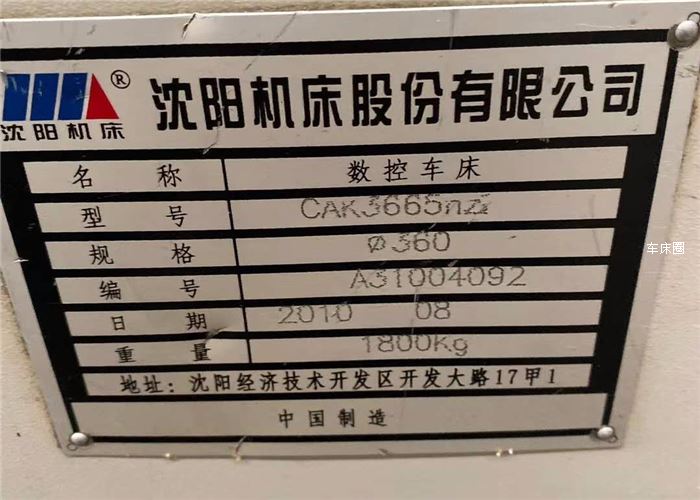 沈阳机床股份有限公司
®
沈阳机床
名 称 数控车床
型 号 CAK3665nzi
规 格 ø360
编 号 A31004092
日 期 2010 08
重 量 1800Kg
地址：沈阳经济技术开发区开发大路17甲1
中国制造
车床圈